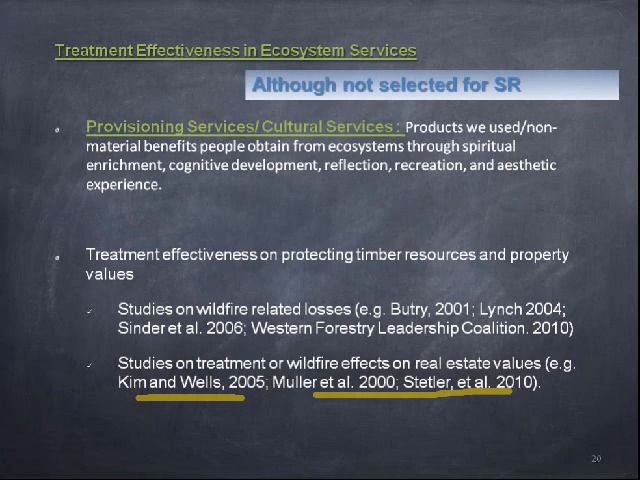 Treatment Effectiveness in Ecosystem Services
Although not selected for SR
Provisioning Services/ Cultural Services : Products we used/non-
material benefits people obtain from ecosystems through spiritual
enrichment, cognitive development, reflection, recreation, and aesthetic
experience.
Treatment effectiveness on protecting timber resources and property
values
Studies on wildfire related losses (e.g. Butry, 2001; Lynch 2004;
Sinder et al. 2006; Western Forestry Leadership Coalition. 2010)
Studies on treatment or wildfire effects on real estate values (e.g.
Kim and Wells, 2005; Muller et al. 2000; Stetler, et al. 2010).
20